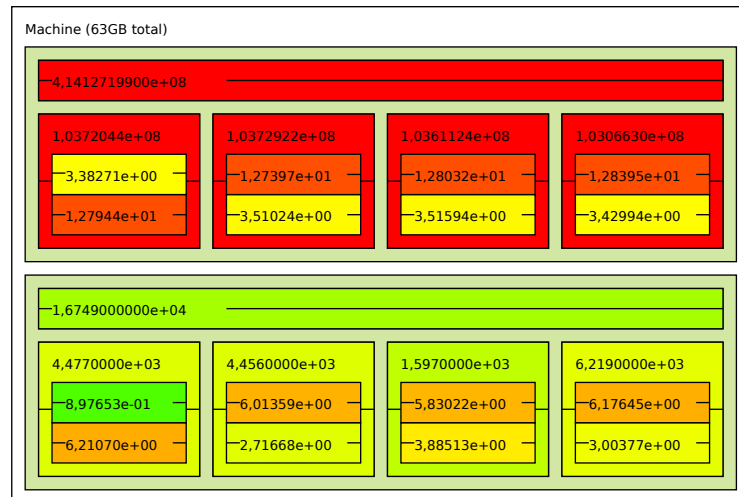 Machine (63GB total)
4,1412719900e+08
1,0372044e+08 1,0372922e+08 1,0361124e+08 1,0306630e+08
3,38271e+00 1,27397e+01 1,28032e+01 1,28395e+01
1,27944e+01 3,51024e+00 3,51594e+00 3,42994e+00
1,6749000000e+04
4,4770000e+03 4,4560000e+03 1,5970000e+03 6,2190000e+03
8,97653e-01 6,01359e+00 5,83022e+00 6,17645e+00
6,21070e+00 2,71668e+00 3,88513e+00 3,00377e+00